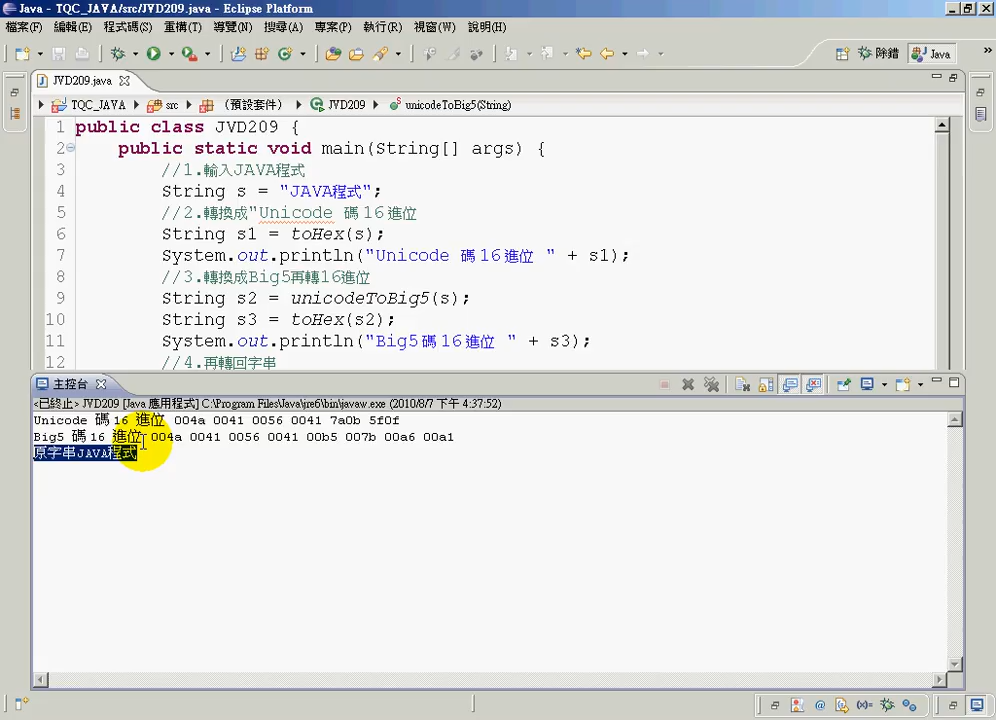 Java - TQC_JAVA/src/JVD209.java - Eclipse Platform
檔案(F) 編輯(E) 程式碼(S) 重構(T) 導覽(N) 搜尋(A) 專案(P) 執行(R) 視窗(W) 說明(H)
除錯 Java
JVD209.java
TQC_JAVA src (預設套件) JVD209 unicodeToBig5(String)
1 public class JVD209 {
2 public static void main(String[] args) {
3 //1.輸入JAVA程式
4 String s = "JAVA程式";
5 //2.轉換成"Unicode 碼16進位
6 String s1 = toHex(s);
7 System.out.println("Unicode 碼16進位 " + s1);
8 //3.轉換成Big5再轉16進位
9 String s2 = unicodeToBig5(s);
10 String s3 = toHex(s2);
11 System.out.println("Big5碼16進位 " + s3);
12 //4.再轉回字串
主控台
<已終止> JVD209 [Java 應用程式] C:\Program Files\Java\jre6\bin\javaw.exe (2010/8/7 下午 4:37:52)
Unicode 碼 16 進位 004a 0041 0056 0041 7a0b 5f0f
Big5 碼 16 進位 004a 0041 0056 0041 00b5 007b 00a6 00a1
原字串JAVA程式